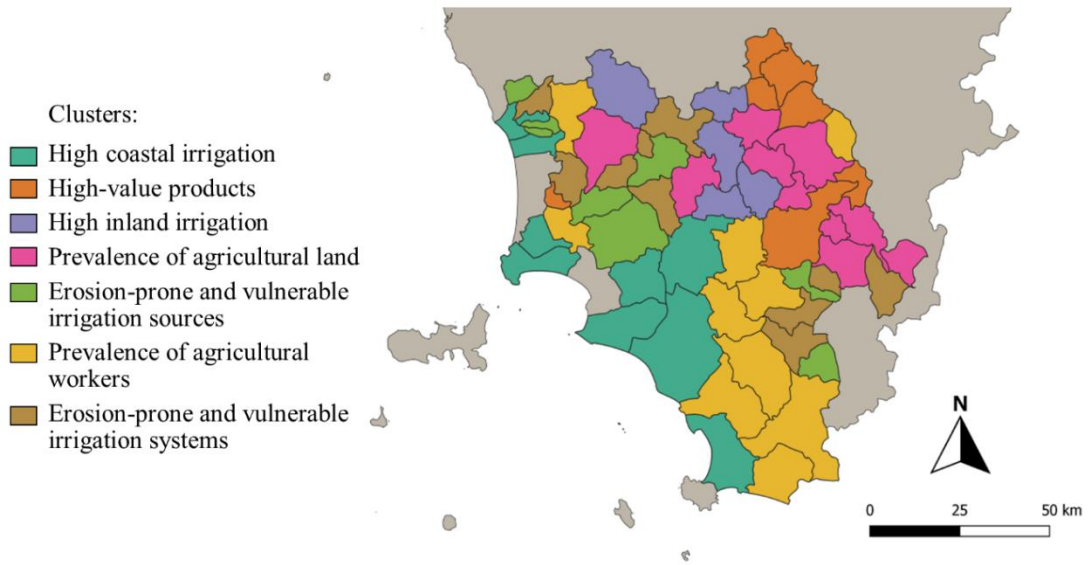 Clusters:
High coastal irrigation
High-value products
High inland irrigation
Prevalence of agricultural land
Erosion-prone and vulnerable
irrigation sources
Prevalence of agricultural
workers
Erosion-prone and vulnerable
irrigation systems
N
0 25 50 km